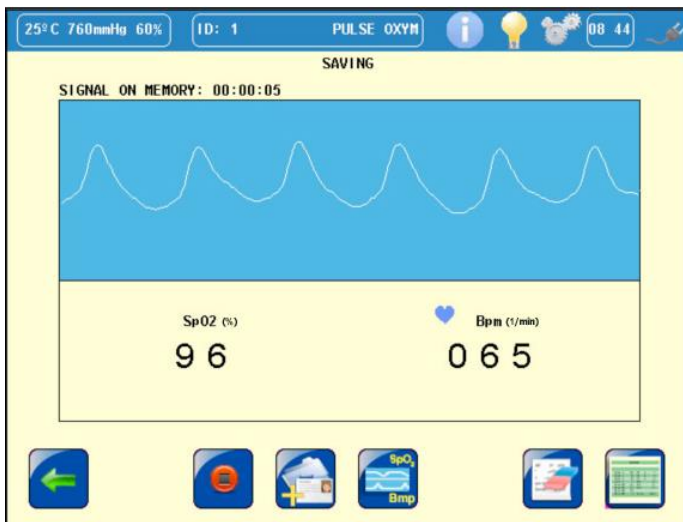 25ºC 760mmHg 60% ID: 1 PULSE OXYM 08 44
SAVING
SIGNAL ON MEMORY: 00:00:05
SpO2 (%) Bpm (1/min)
96 065
SpO₂
Bmp